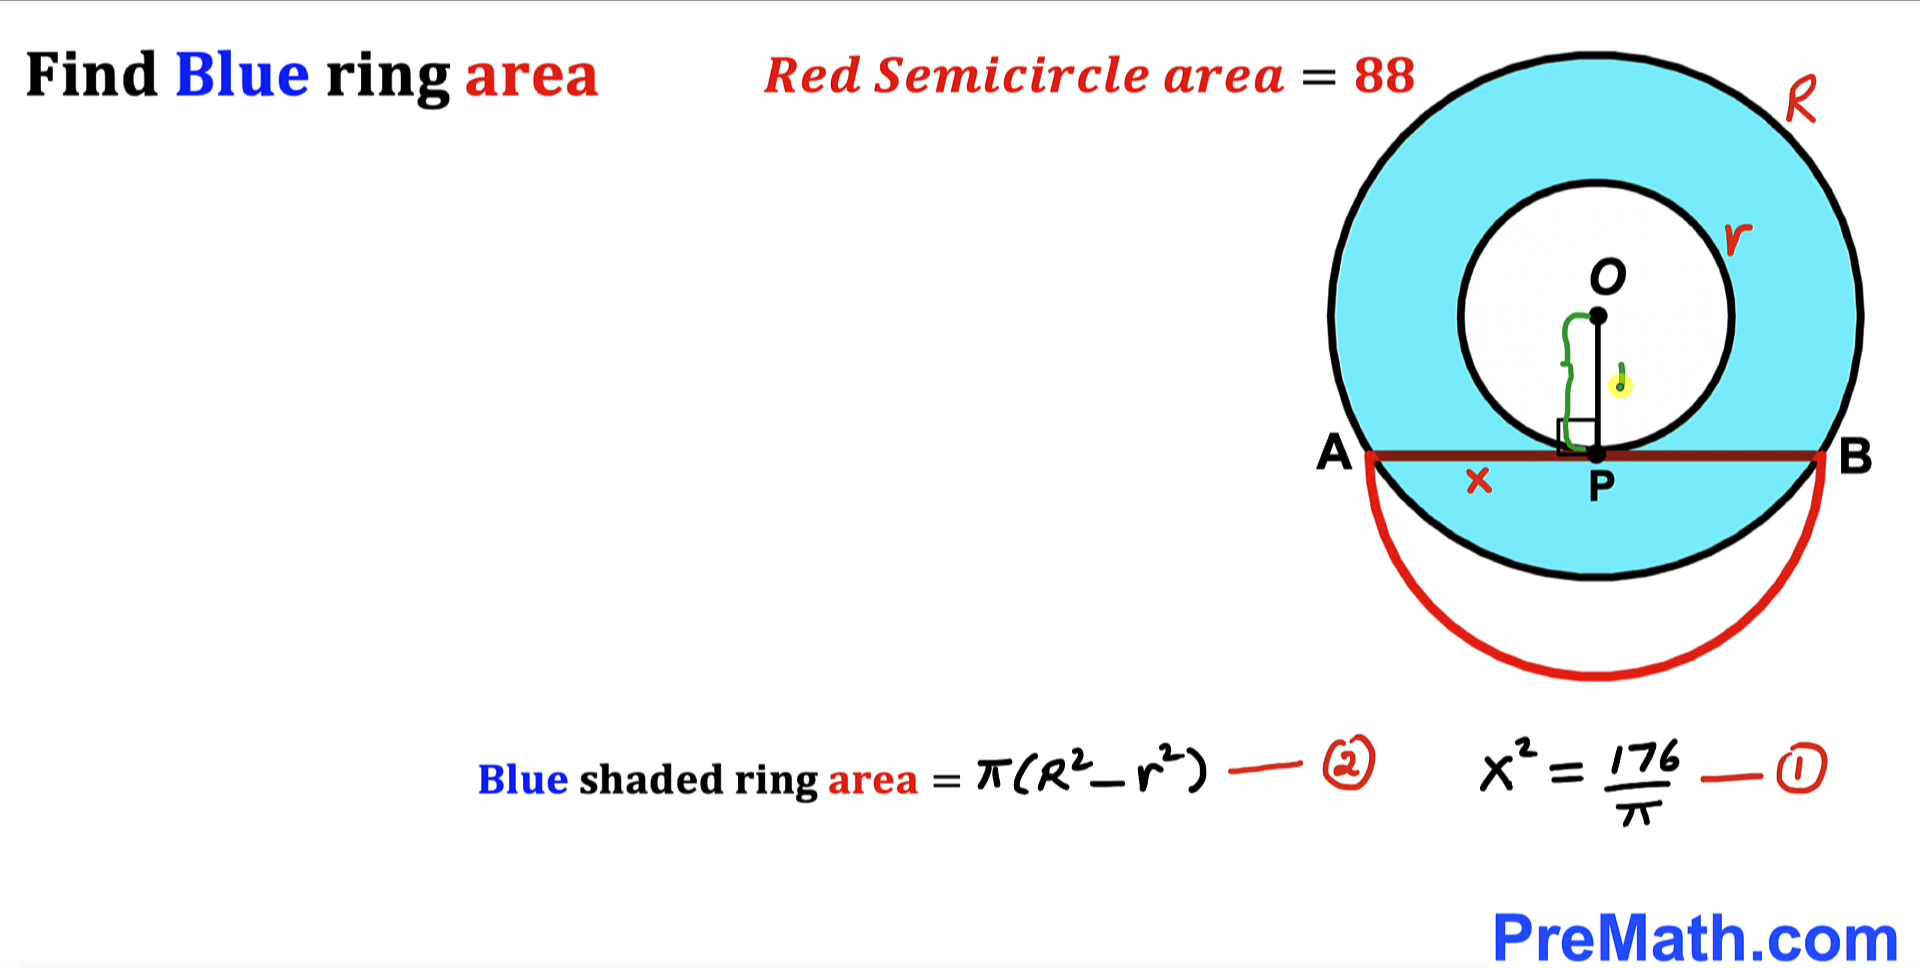 Find Blue ring area
Red Semicircle area = 88
R
r
O
A
B
x
P
Blue shaded ring area = π(R²−r²) — ②
x² = 176/π — ①
PreMath.com